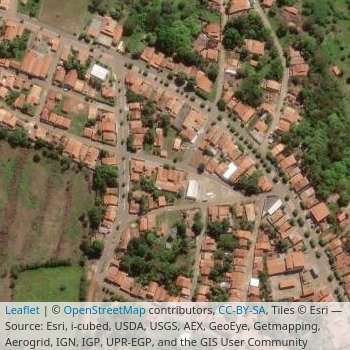 Leaflet | © OpenStreetMap contributors, CC-BY-SA, Tiles © Esri —
Source: Esri, i-cubed, USDA, USGS, AEX, GeoEye, Getmapping,
Aerogrid, IGN, IGP, UPR-EGP, and the GIS User Community